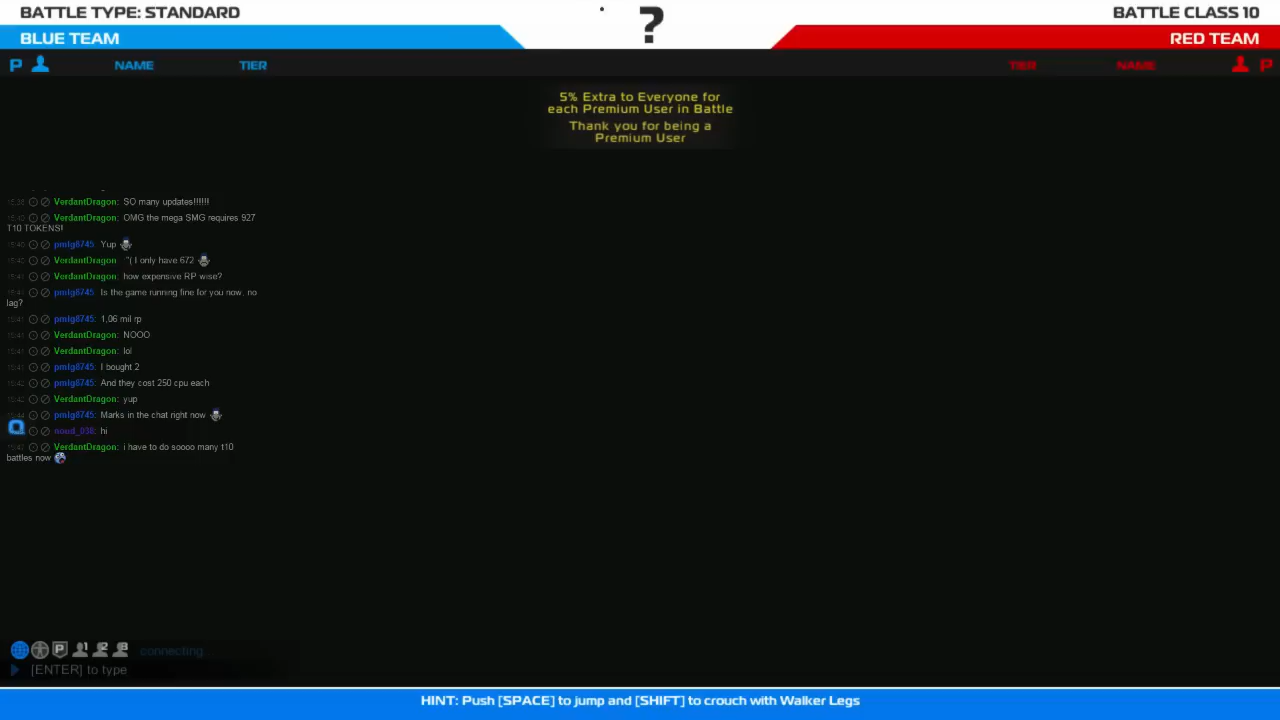 BATTLE TYPE: STANDARD
?
BATTLE CLASS 10
BLUE TEAM
RED TEAM
P NAME TIER
TIER NAME P
5% Extra to Everyone for
each Premium User in Battle
Thank you for being a
Premium User
VerdantDragon: SO many updates!!!!!!
VerdantDragon: OMG the mega SMG requires 927
T10 TOKENS!
pmlg8745: Yup
VerdantDragon: "( I only have 672
VerdantDragon: how expensive RP wise?
pmlg8745: Is the game running fine for you now, no
lag?
pmlg8745: 1,06 mil rp
VerdantDragon: NOOO
VerdantDragon: lol
pmlg8745: I bought 2
pmlg8745: And they cost 250 cpu each
VerdantDragon: yup
pmlg8745: Marks in the chat right now
hi
VerdantDragon: i have to do soooo many t10
battles now
connecting
[ENTER] to type
HINT: Push [SPACE] to jump and [SHIFT] to crouch with Walker Legs